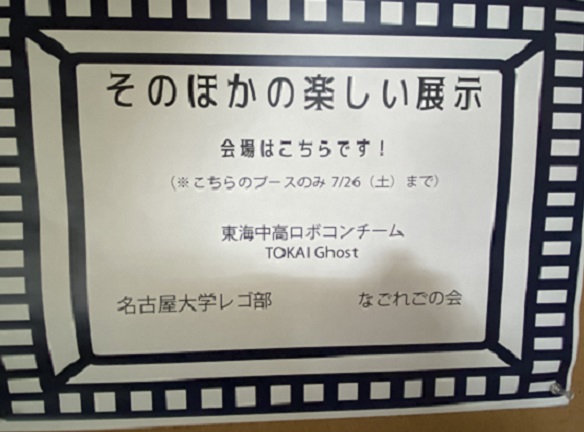 そのほかの楽しい展示
会場はこちらです！
（※こちらのブースのみ 7/26（土）まで）
東海中高ロボコンチーム
TOKAI Ghost
名古屋大学レゴ部 なごれごの会